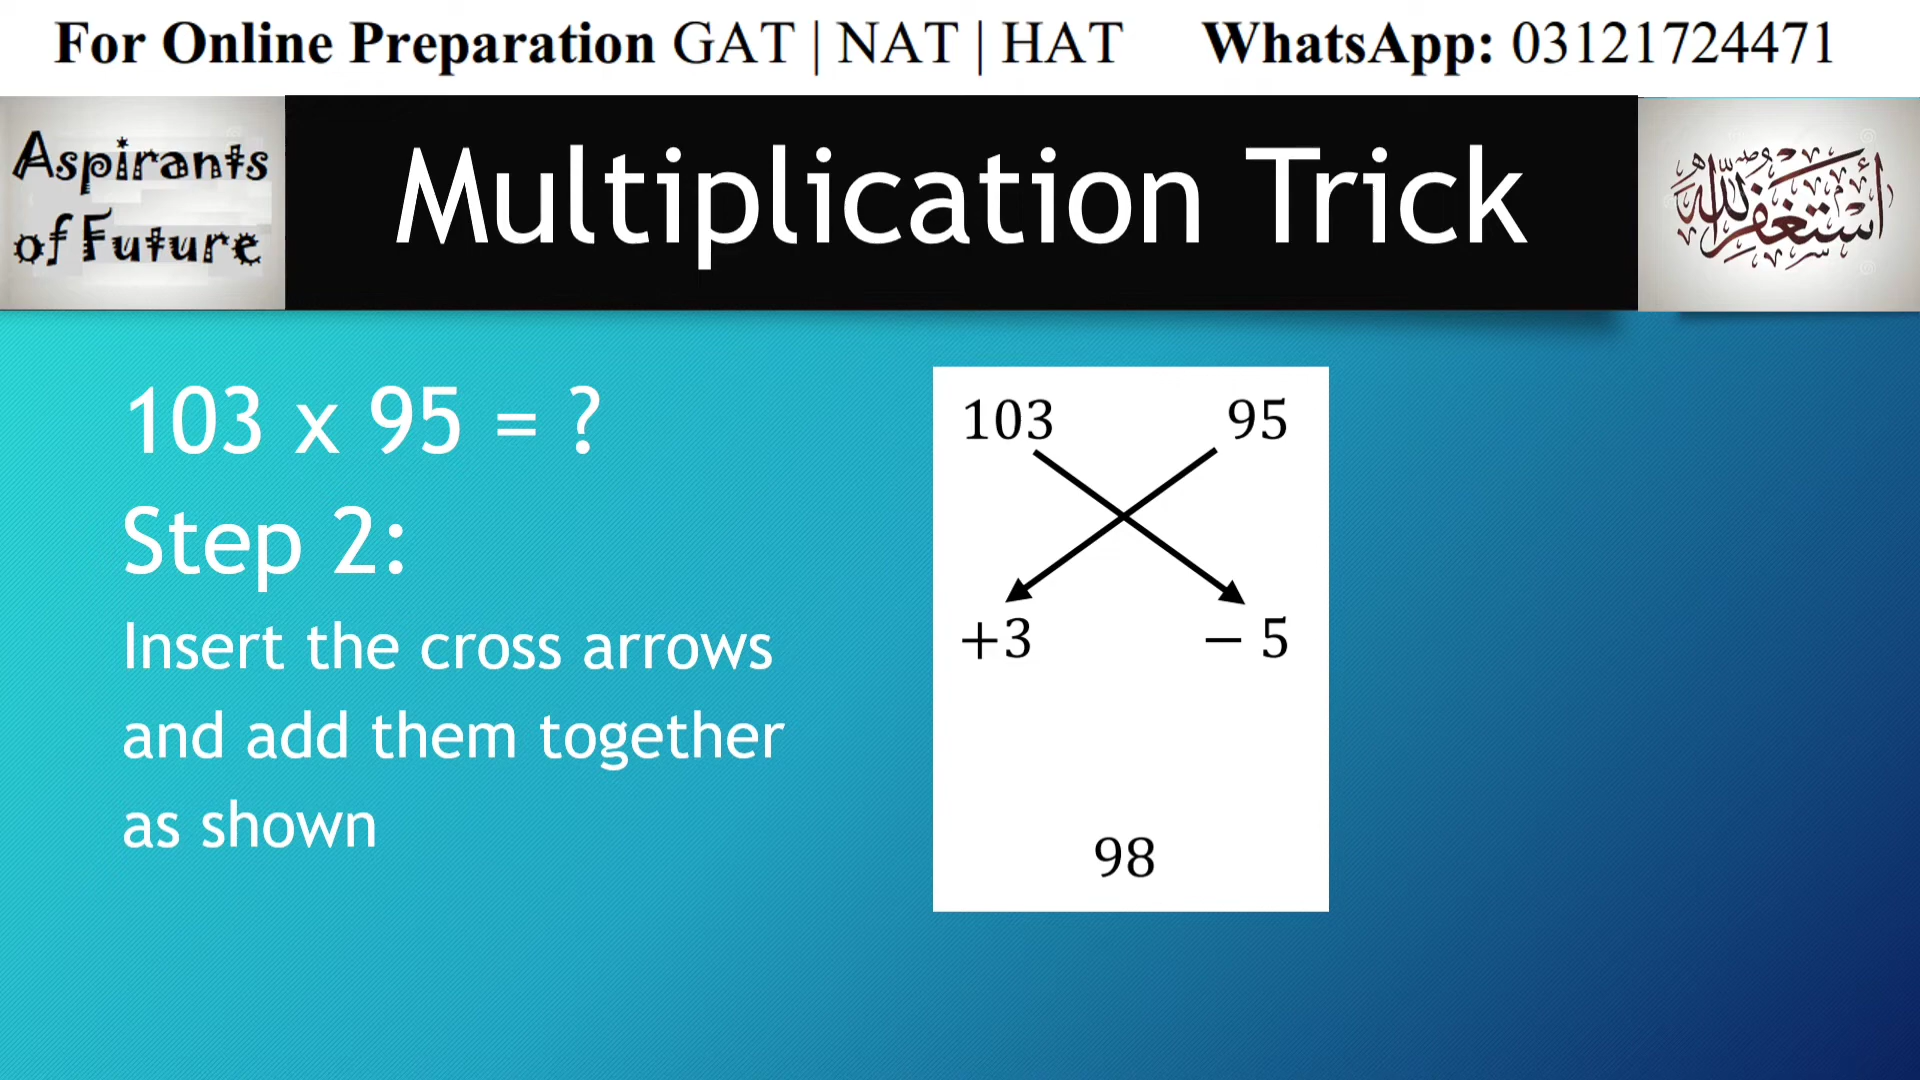 For Online Preparation GAT | NAT | HAT WhatsApp: 03121724471
Aspirants
of Future
Multiplication Trick
أستغفر الله
103 x 95 = ?
Step 2:
Insert the cross arrows
and add them together
as shown
103 95
+3 − 5
98